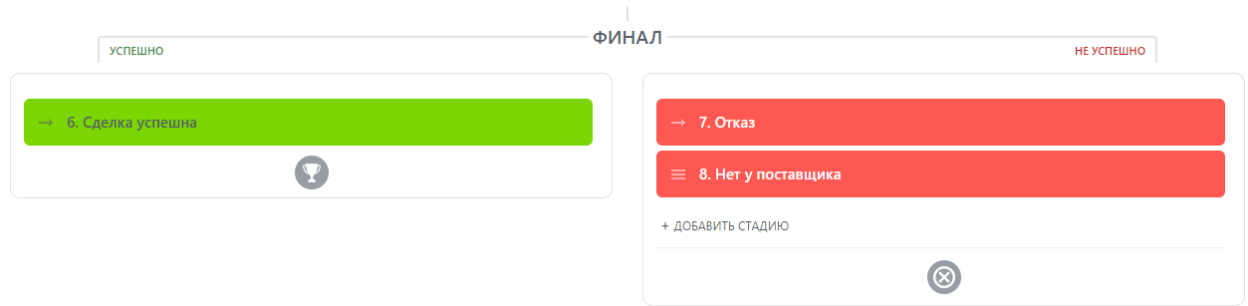 ФИНАЛ
УСПЕШНО
НЕ УСПЕШНО
6. Сделка успешна
7. Отказ
8. Нет у поставщика
+ ДОБАВИТЬ СТАДИЮ